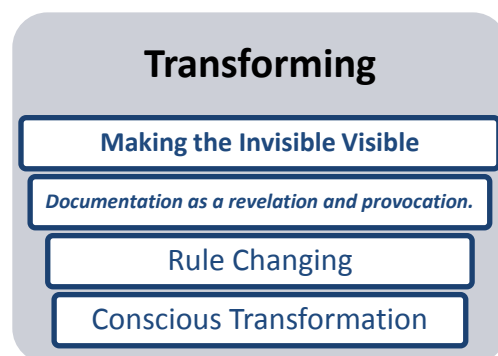 Transforming
Making the Invisible Visible
Documentation as a revelation and provocation.
Rule Changing
Conscious Transformation